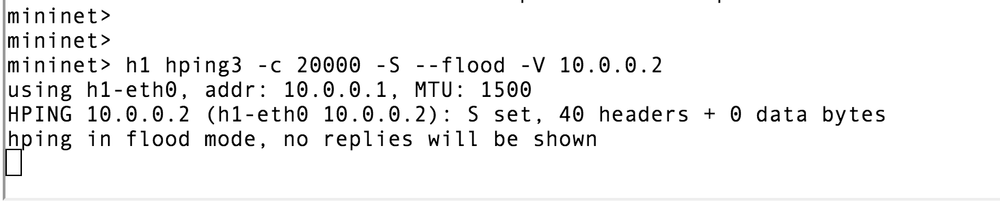 mininet>
mininet>
mininet> h1 hping3 -c 20000 -S --flood -V 10.0.0.2
using h1-eth0, addr: 10.0.0.1, MTU: 1500
HPING 10.0.0.2 (h1-eth0 10.0.0.2): S set, 40 headers + 0 data bytes
hping in flood mode, no replies will be shown